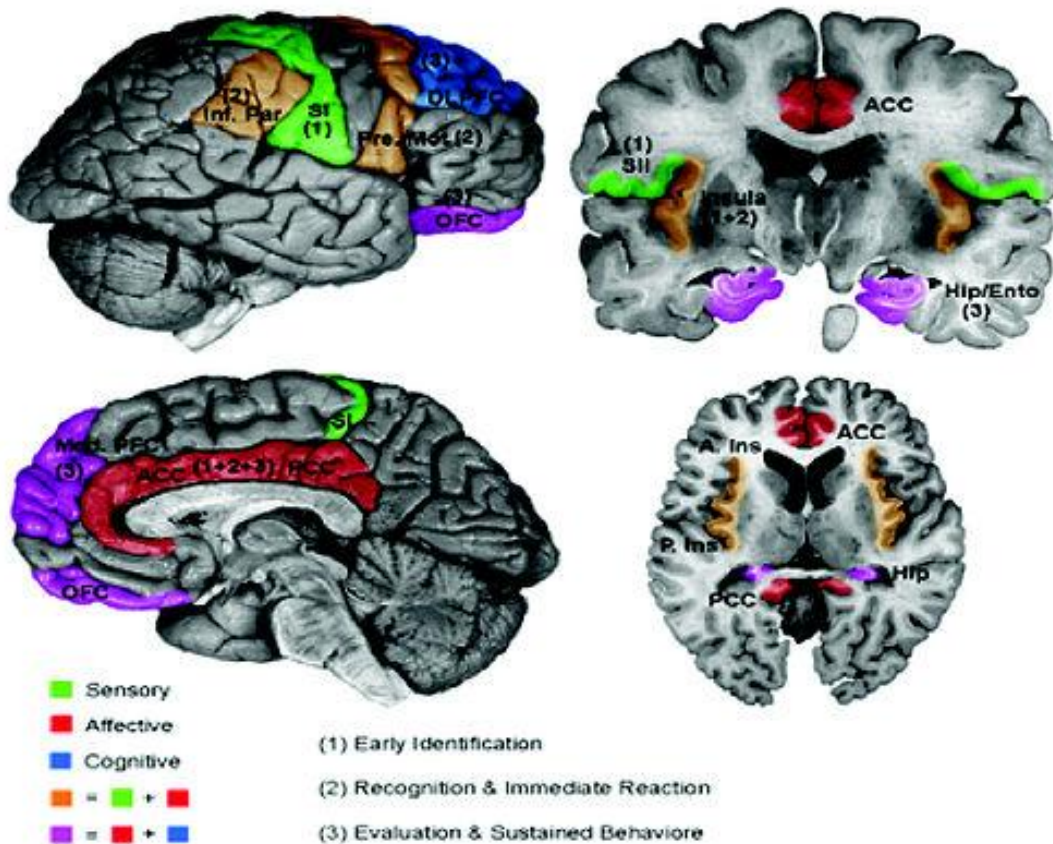 (3)
DLPFC
(2)
Inf. Par
SI
(1)
Pre. Mot. (2)
(3)
OFC
ACC
(1)
SII
Insula
(1+2)
Hip/Ento
(3)
SI
Med. PFC
(3)
ACC (1+2+3) PCC
OFC
A. Ins
ACC
P. Ins
Hip
PCC
Sensory
Affective
Cognitive
= +
= +
(1) Early Identification
(2) Recognition & Immediate Reaction
(3) Evaluation & Sustained Behaviore